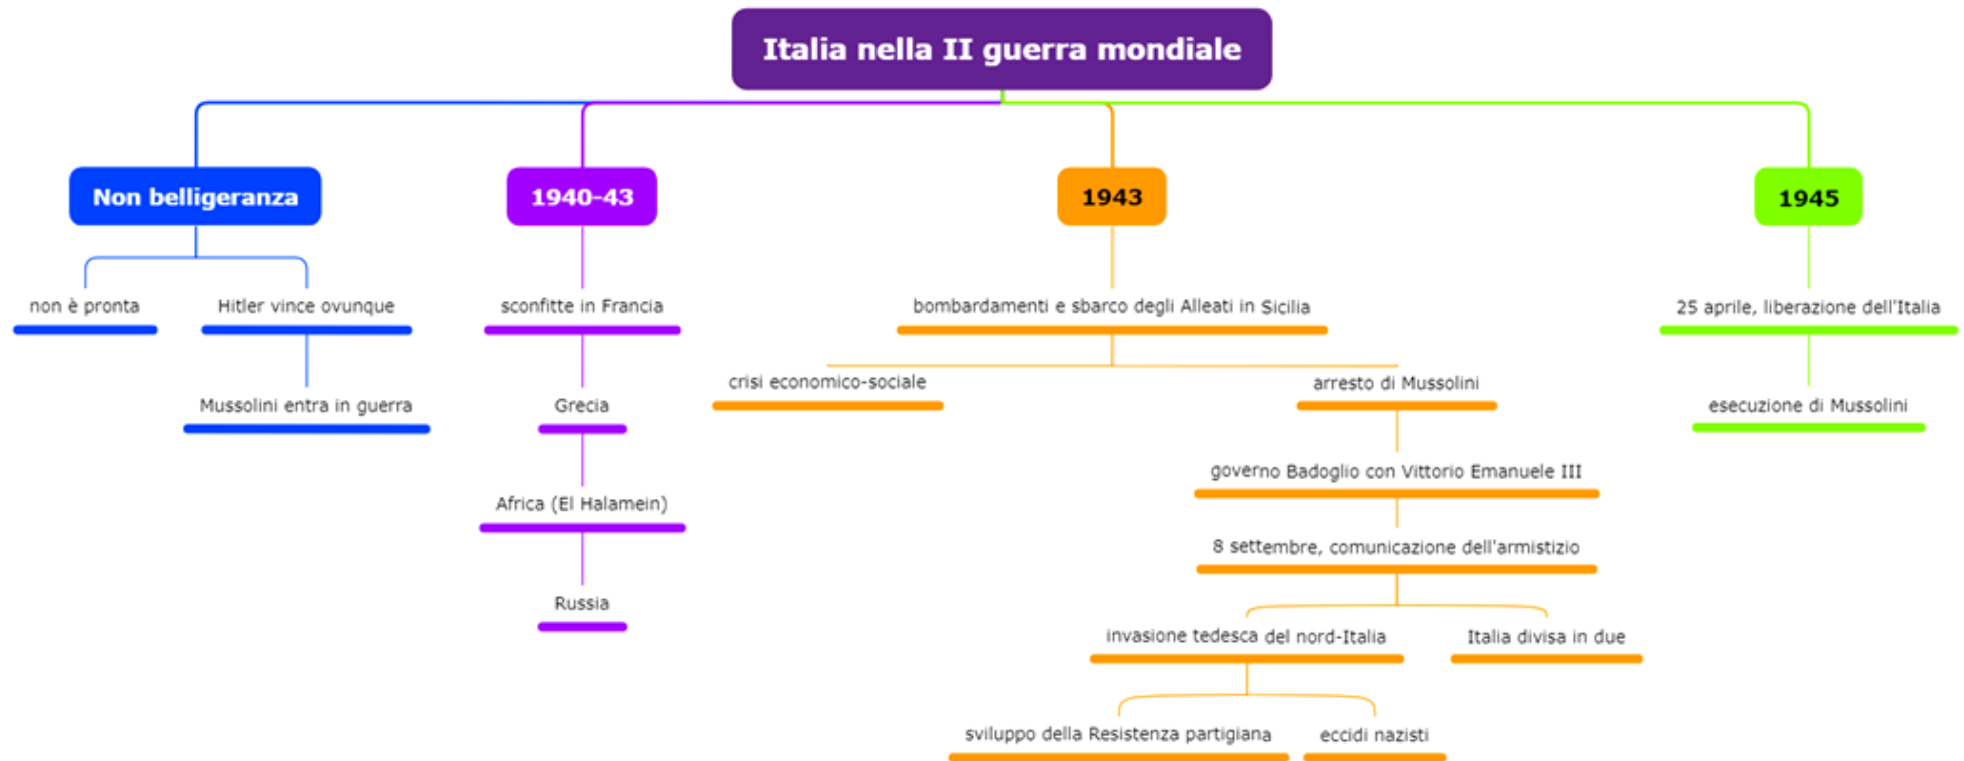 Italia nella II guerra mondiale
Non belligeranza
1940-43
1943
1945
non è pronta
Hitler vince ovunque
sconfitte in Francia
bombardamenti e sbarco degli Alleati in Sicilia
25 aprile, liberazione dell'Italia
crisi economico-sociale
arresto di Mussolini
Mussolini entra in guerra
Grecia
esecuzione di Mussolini
governo Badoglio con Vittorio Emanuele III
Africa (El Halamein)
8 settembre, comunicazione dell'armistizio
Russia
invasione tedesca del nord-Italia
Italia divisa in due
sviluppo della Resistenza partigiana
eccidi nazisti